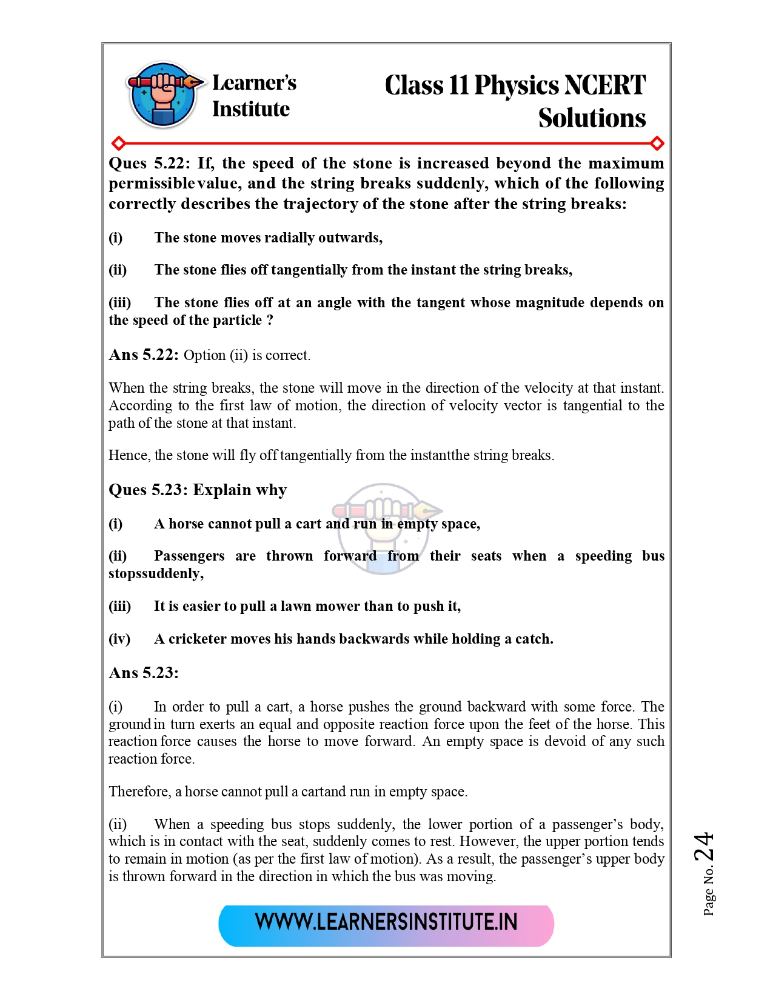 Learner's
Institute
Class 11 Physics NCERT
Solutions
Ques 5.22: If, the speed of the stone is increased beyond the maximum
permissiblevalue, and the string breaks suddenly, which of the following
correctly describes the trajectory of the stone after the string breaks:
(i) The stone moves radially outwards,
(ii) The stone flies off tangentially from the instant the string breaks,
(iii) The stone flies off at an angle with the tangent whose magnitude depends on
the speed of the particle ?
Ans 5.22: Option (ii) is correct.
When the string breaks, the stone will move in the direction of the velocity at that instant.
According to the first law of motion, the direction of velocity vector is tangential to the
path of the stone at that instant.
Hence, the stone will fly off tangentially from the instantthe string breaks.
Ques 5.23: Explain why
(i) A horse cannot pull a cart and run in empty space,
(ii) Passengers are thrown forward from their seats when a speeding bus
stopssuddenly,
(iii) It is easier to pull a lawn mower than to push it,
(iv) A cricketer moves his hands backwards while holding a catch.
Ans 5.23:
(i) In order to pull a cart, a horse pushes the ground backward with some force. The
ground in turn exerts an equal and opposite reaction force upon the feet of the horse. This
reaction force causes the horse to move forward. An empty space is devoid of any such
reaction force.
Therefore, a horse cannot pull a cartand run in empty space.
(ii) When a speeding bus stops suddenly, the lower portion of a passenger's body,
which is in contact with the seat, suddenly comes to rest. However, the upper portion tends
to remain in motion (as per the first law of motion). As a result, the passenger's upper body
is thrown forward in the direction in which the bus was moving.
Page No. 24
WWW.LEARNERSINSTITUTE.IN